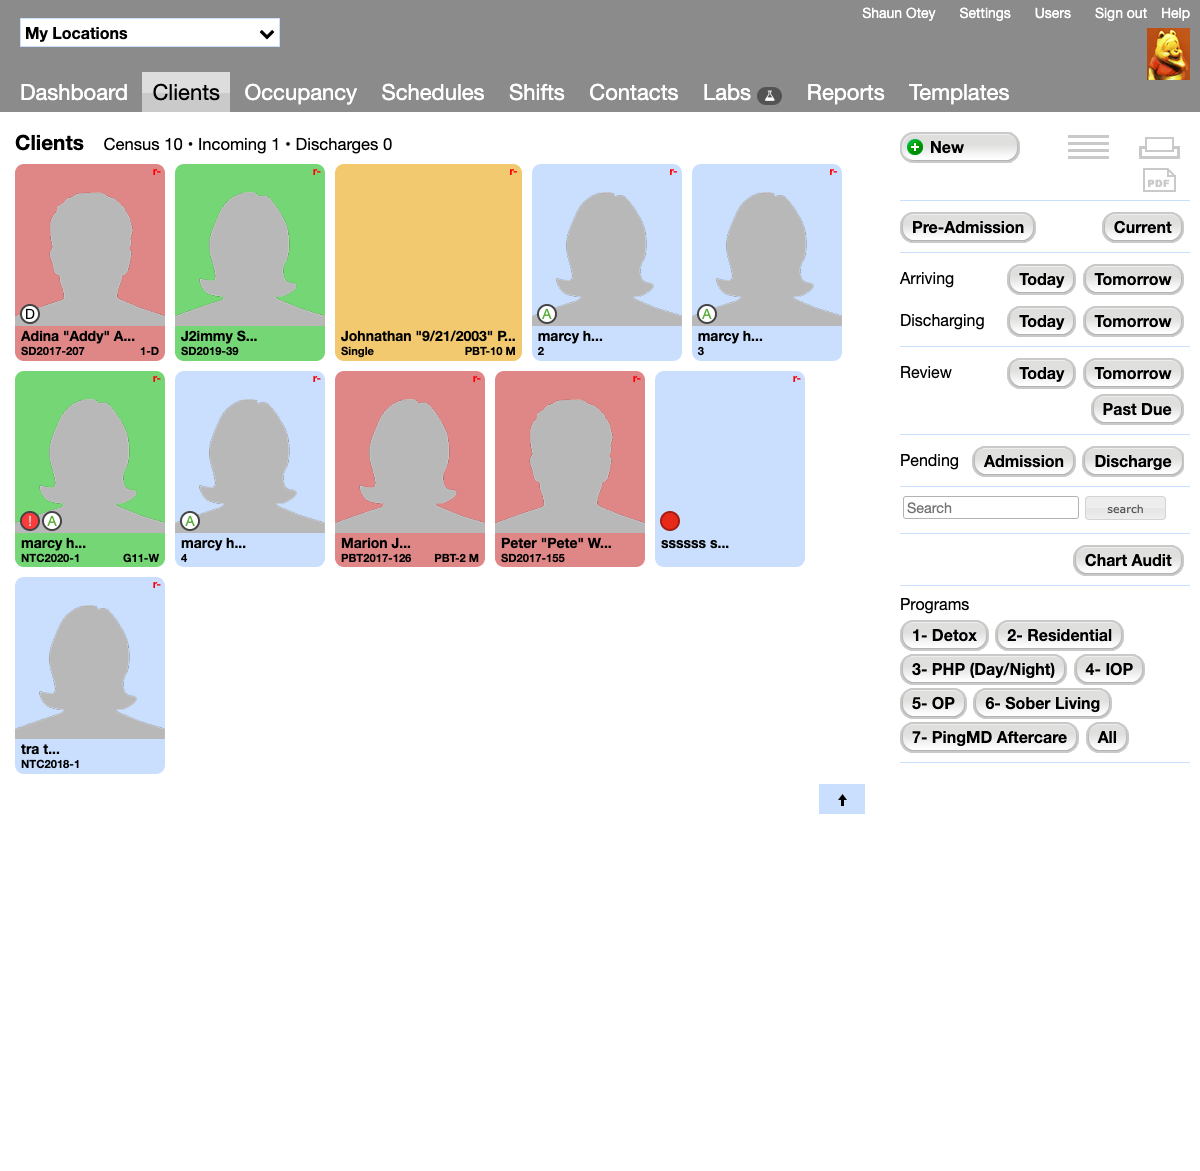 Shaun Otey Settings Users Sign out Help
My Locations
Dashboard Clients Occupancy Schedules Shifts Contacts Labs Reports Templates
Clients Census 10 • Incoming 1 • Discharges 0
r- r- r- r- r-
D A A
Adina "Addy" A... J2immy S... Johnathan "9/21/2003" P... marcy h... marcy h...
SD2017-207 1-D SD2019-39 Single PBT-10 M 2 3
r- r- r- r- r-
! A A
marcy h... marcy h... Marion J... Peter "Pete" W... ssssss s...
NTC2020-1 G11-W 4 PBT2017-126 PBT-2 M SD2017-155
r-
tra t...
NTC2018-1
New
PDF
Pre-Admission Current
Arriving Today Tomorrow
Discharging Today Tomorrow
Review Today Tomorrow
Past Due
Pending Admission Discharge
Search search
Chart Audit
Programs
1- Detox 2- Residential
3- PHP (Day/Night) 4- IOP
5- OP 6- Sober Living
7- PingMD Aftercare All